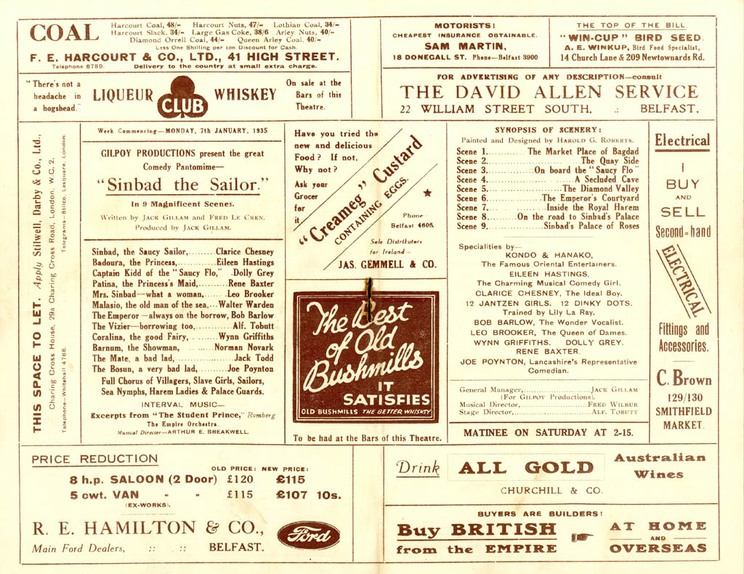 COAL
Harcourt Coal, 48/- Harcourt Nuts, 47/- Lothian Coal, 34/-
Harcourt Slack, 34/- Large Gas Coke, 38/6 Arley Nuts, 40/-
Diamond Orrell Coal, 44/- Queen Arley Coal, 40/-
Less One Shilling per ton Discount for Cash.
F. E. HARCOURT & CO., LTD., 41 HIGH STREET.
Telephone 6789. Delivery to the country at small extra charge.
MOTORISTS!
CHEAPEST INSURANCE OBTAINABLE.
SAM MARTIN,
18 DONEGALL ST. Phone—Belfast 3900
THE TOP OF THE BILL
"WIN-CUP" BIRD SEED
A. E. WINKUP, Bird Food Specialist,
14 Church Lane & 209 Newtownards Rd.
"There's not a
headache in
a hogshead."
LIQUEUR CLUB WHISKEY
On sale at the
Bars of this
Theatre.
FOR ADVERTISING OF ANY DESCRIPTION—consult
THE DAVID ALLEN SERVICE
22 WILLIAM STREET SOUTH, .: BELFAST.
THIS SPACE TO LET. Apply Stilwell, Darby & Co., Ltd.,
Charing Cross House, 29a Charing Cross Road, London, W.C. 2.
Telephone—Whitehall 4768. Telegrams—Stilzo, Lesquare, London.
Week Commencing—MONDAY, 7th JANUARY, 1935
GILPOY PRODUCTIONS present the great
Comedy Pantomime—
"Sinbad the Sailor."
In 9 Magnificent Scenes.
Written by JACK GILLAM and FRED LE CREN.
Produced by JACK GILLAM.
Sinbad, the Saucy Sailor,........Clarice Chesney
Badoura, the Princess,..........Eileen Hastings
Captain Kidd of the "Saucy Flo," .Dolly Grey
Patina, the Princess's Maid,........Rene Baxter
Mrs. Sinbad—what a woman,.....Leo Brooker
Malasio, the old man of the sea,..Walter Warden
The Emperor—always on the borrow, Bob Barlow
The Vizier—borrowing too,.........Alf. Tobutt
Coralina, the good Fairy,.......Wynn Griffiths
Barnum, the Showman,..........Norman Novark
The Mate, a bad lad,................Jack Todd
The Bosun, a very bad lad,........Joe Poynton
Full Chorus of Villagers, Slave Girls, Sailors,
Sea Nymphs, Harem Ladies & Palace Guards.
INTERVAL MUSIC—
Excerpts from "The Student Prince," Romberg
The Empire Orchestra.
Musical Director—ARTHUR E. BREAKWELL.
Have you tried the
new and delicious
Food? If not,
Why not?
Ask your
Grocer
for
it
"Creameg" Custard
CONTAINING EGGS.
Phone
Belfast 4605.
Sole Distributors
for Ireland—
JAS. GEMMELL & CO.
The Best
of Old
Bushmills
IT
SATISFIES
OLD BUSHMILLS THE BETTER WHISKY
To be had at the Bars of this Theatre.
SYNOPSIS OF SCENERY:
Painted and Designed by HAROLD G. ROBERTS.
Scene 1..........The Market Place of Bagdad
Scene 2........................The Quay Side
Scene 3............On board the "Saucy Flo"
Scene 4....................A Secluded Cave
Scene 5.................The Diamond Valley
Scene 6...............The Emperor's Courtyard
Scene 7..............Inside the Royal Harem
Scene 8......On the road to Sinbad's Palace
Scene 9.............Sinbad's Palace of Roses
Specialities by—
KONDO & HANAKO,
The Famous Oriental Entertainers.
EILEEN HASTINGS,
The Charming Musical Comedy Girl.
CLARICE CHESNEY, The Ideal Boy.
12 JANTZEN GIRLS. 12 DINKY DOTS.
Trained by Lily La Ray,
BOB BARLOW, The Wonder Vocalist.
LEO BROOKER, The Queen of Dames.
WYNN GRIFFITHS. DOLLY GREY.
RENE BAXTER
JOE POYNTON, Lancashire's Representative
Comedian.
General Manager,..................JACK GILLAM
(For GILPOY Productions).
Musical Director,..................FRED WILBUR
Stage Director,....................ALF. TOBUTT
MATINEE ON SATURDAY AT 2-15.
Electrical
I
BUY
AND
SELL
Second-hand
ELECTRICAL
Fittings and
Accessories.
C. Brown
129/130
SMITHFIELD
MARKET.
PRICE REDUCTION
OLD PRICE: NEW PRICE:
8 h.p. SALOON (2 Door) £120 £115
5 cwt. VAN " " £115 £107 10s.
(EX-WORKS).
R. E. HAMILTON & CO.,
Main Ford Dealers, :: :: BELFAST.
Ford
Drink ALL GOLD Australian
Wines
CHURCHILL & CO.
BUYERS ARE BUILDERS!
Buy BRITISH
from the EMPIRE
AT HOME
AND
OVERSEAS